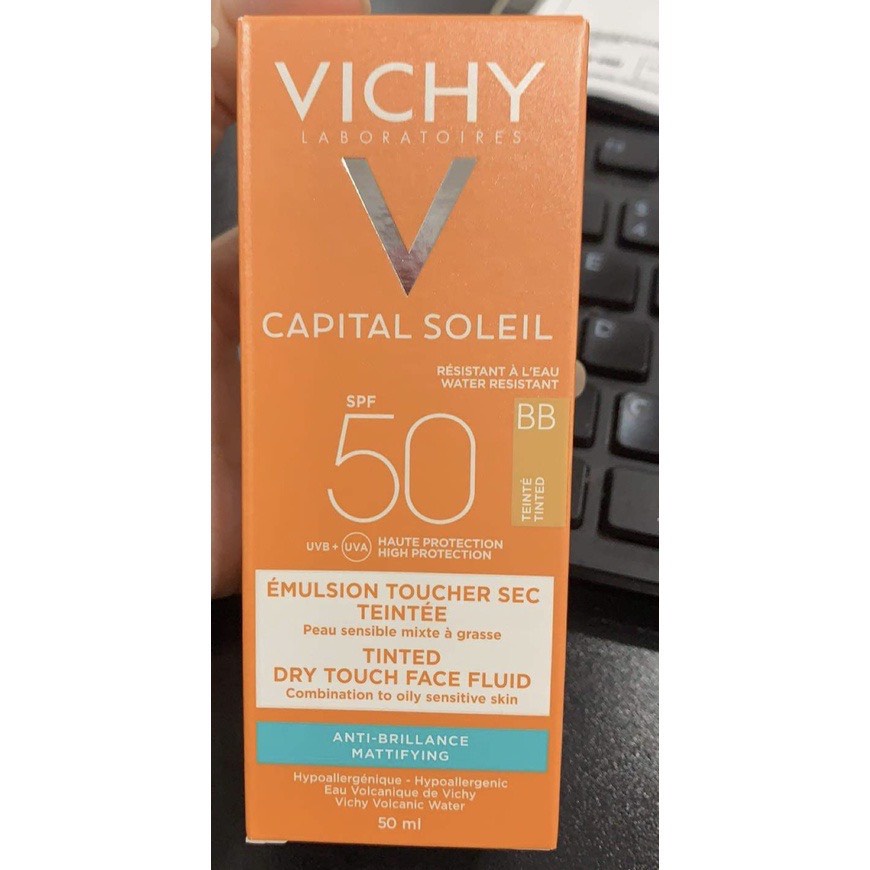 VICHY
LABORATOIRES
CAPITAL SOLEIL
RÉSISTANT À L'EAU
WATER RESISTANT
SPF
50
BB
TEINTÉ
TINTED
UVB + UVA
HAUTE PROTECTION
HIGH PROTECTION
ÉMULSION TOUCHER SEC
TEINTÉE
Peau sensible mixte à grasse
TINTED
DRY TOUCH FACE FLUID
Combination to oily sensitive skin
ANTI-BRILLANCE
MATTIFYING
Hypoallergénique - Hypoallergenic
Eau Volcanique de Vichy
Vichy Volcanic Water
50 ml
E
D
C